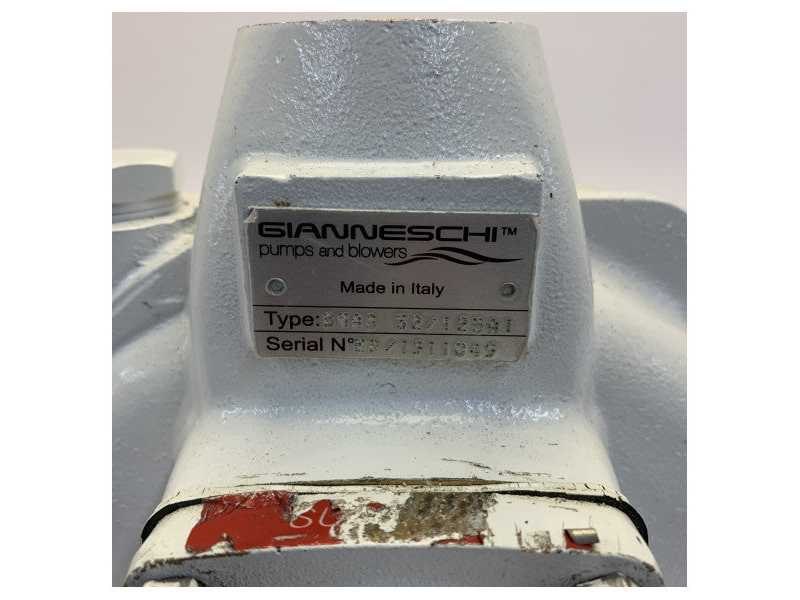 GIANNESCHI™
pumps and blowers
Made in Italy
Type:
Serial N°